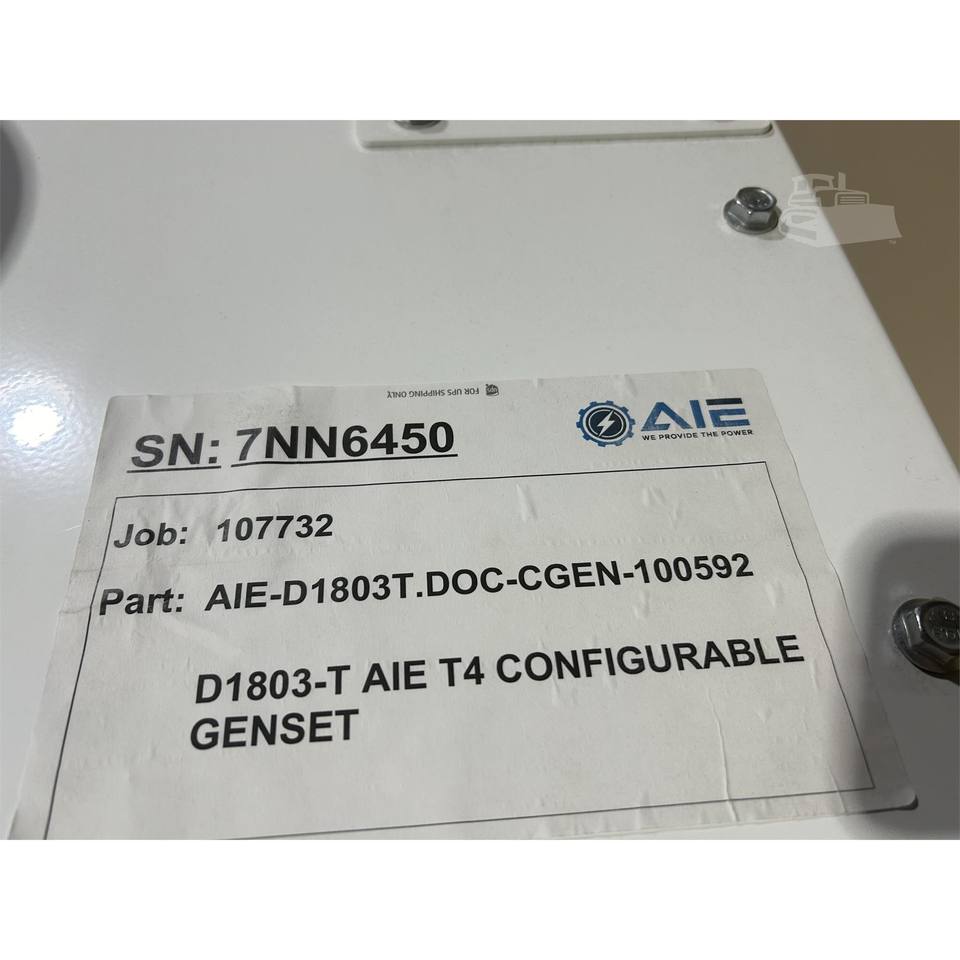 FOR UPS SHIPPING ONLY.
SN: 7NN6450
AIE
WE PROVIDE THE POWER
Job: 107732
Part: AIE-D1803T.DOC-CGEN-100592
D1803-T AIE T4 CONFIGURABLE
GENSET